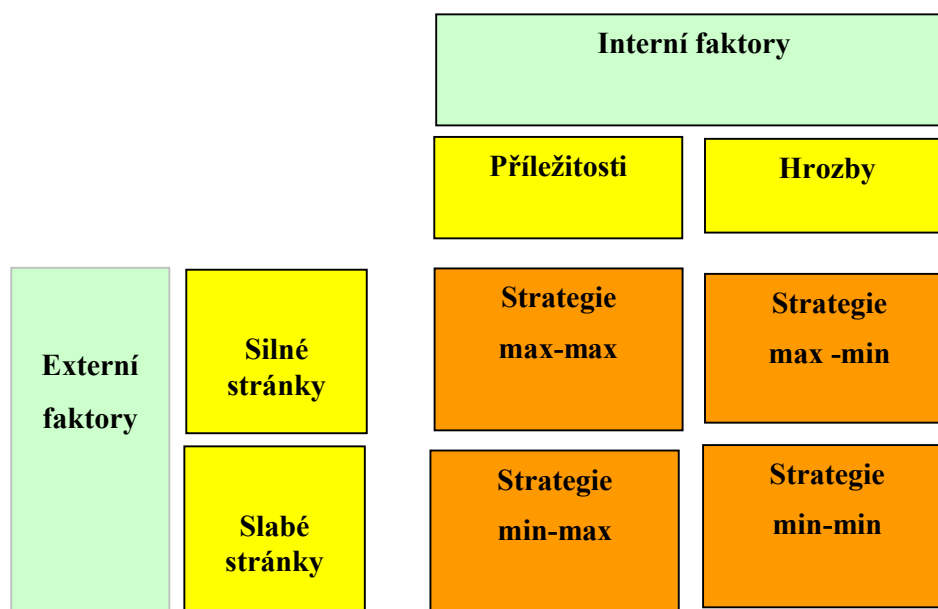 Interní faktory
Příležitosti
Hrozby
Externí
faktory
Silné
stránky
Strategie
max-max
Strategie
max -min
Slabé
stránky
Strategie
min-max
Strategie
min-min